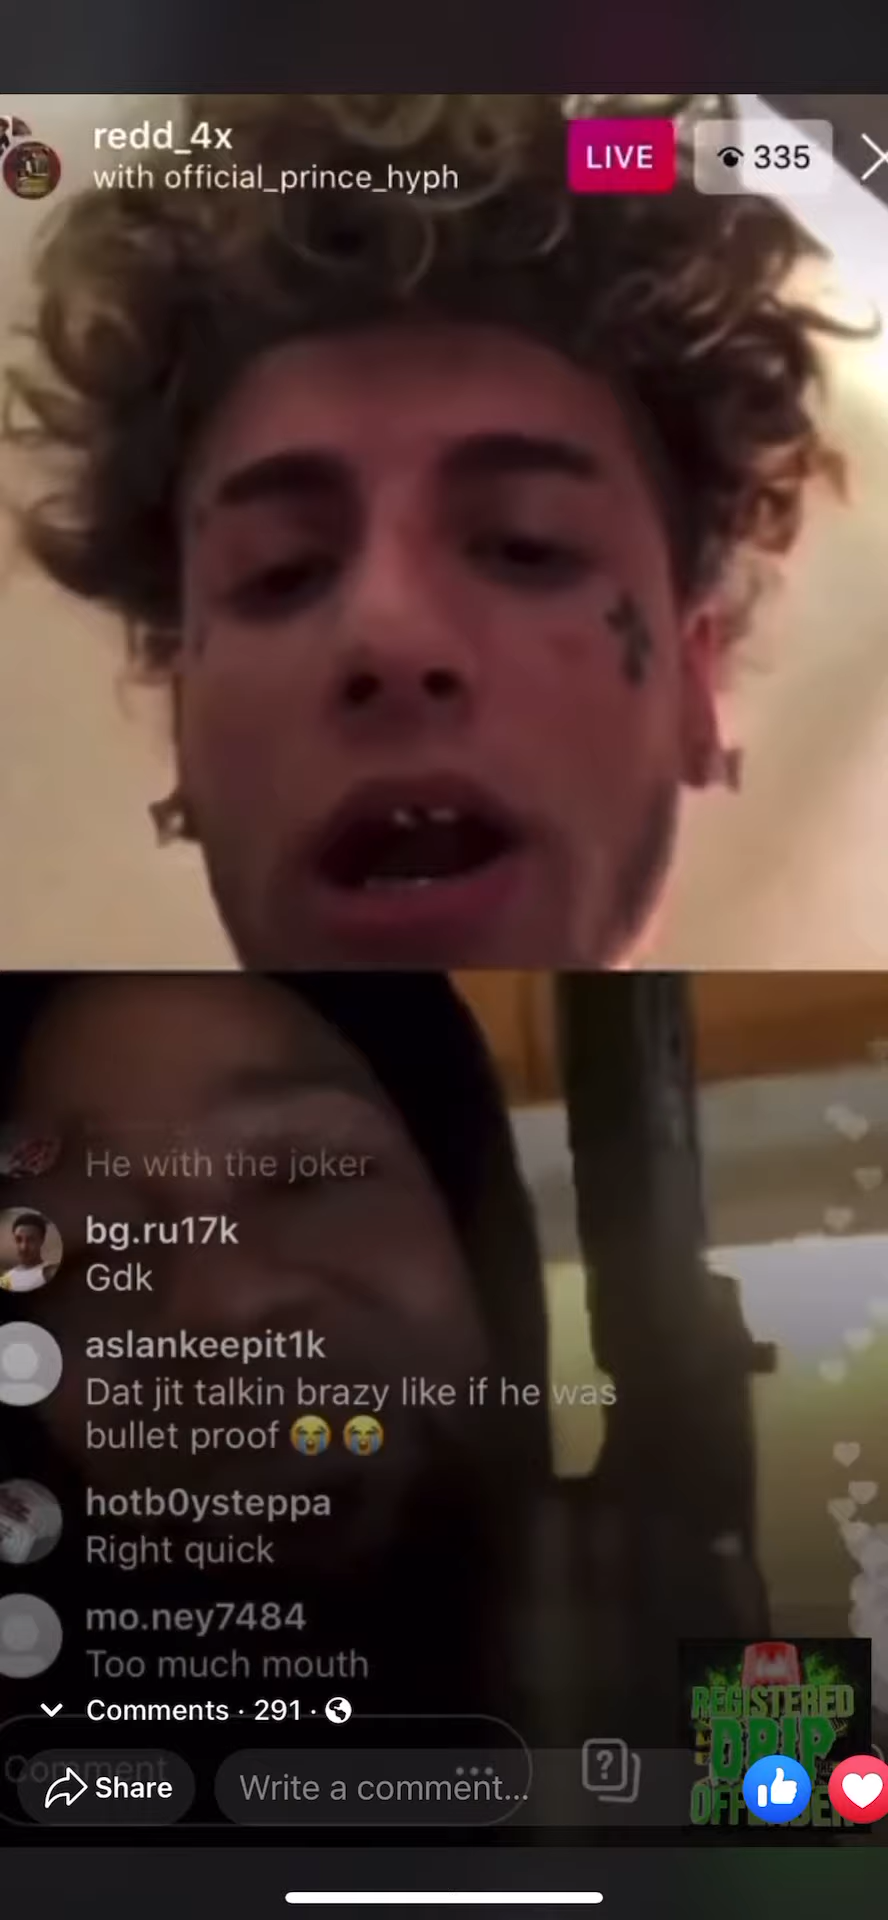 redd_4x
with official_prince_hyph
LIVE
335
He with the joker
bg.ru17k
Gdk
aslankeepit1k
Dat jit talkin brazy like if he was
bullet proof 😭 😭
hotb0ysteppa
Right quick
mo.ney7484
Too much mouth
Comments · 291 ·
Comment
Share
Write a comment...
REGISTERED
DRIP
OFFENDER